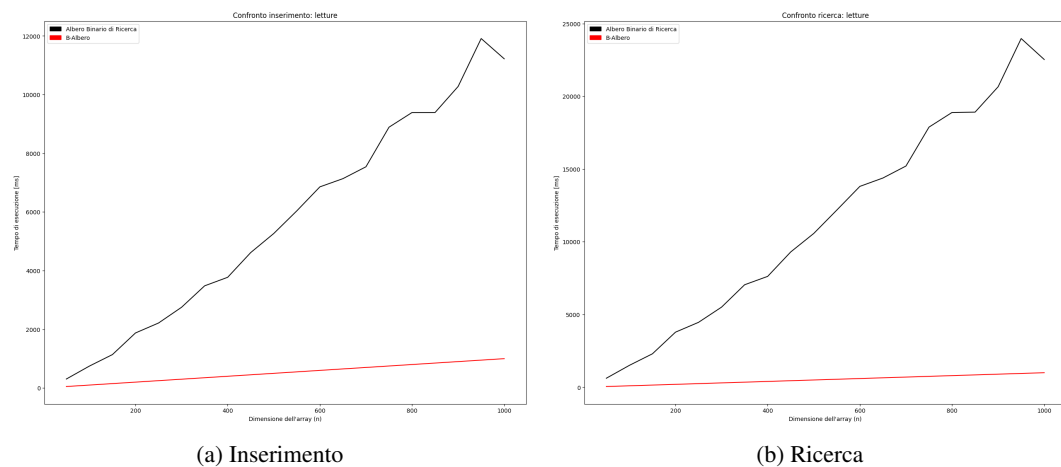 Confronto inserimento: letture
Albero Binario di Ricerca
B-Albero
12000
10000
8000
6000
4000
2000
0
Tempo di esecuzione [ms]
200
400
600
800
1000
Dimensione dell'array (n)
(a) Inserimento
Confronto ricerca: letture
Albero Binario di Ricerca
B-Albero
25000
20000
15000
10000
5000
0
Tempo di esecuzione [ms]
200
400
600
800
1000
Dimensione dell'array (n)
(b) Ricerca